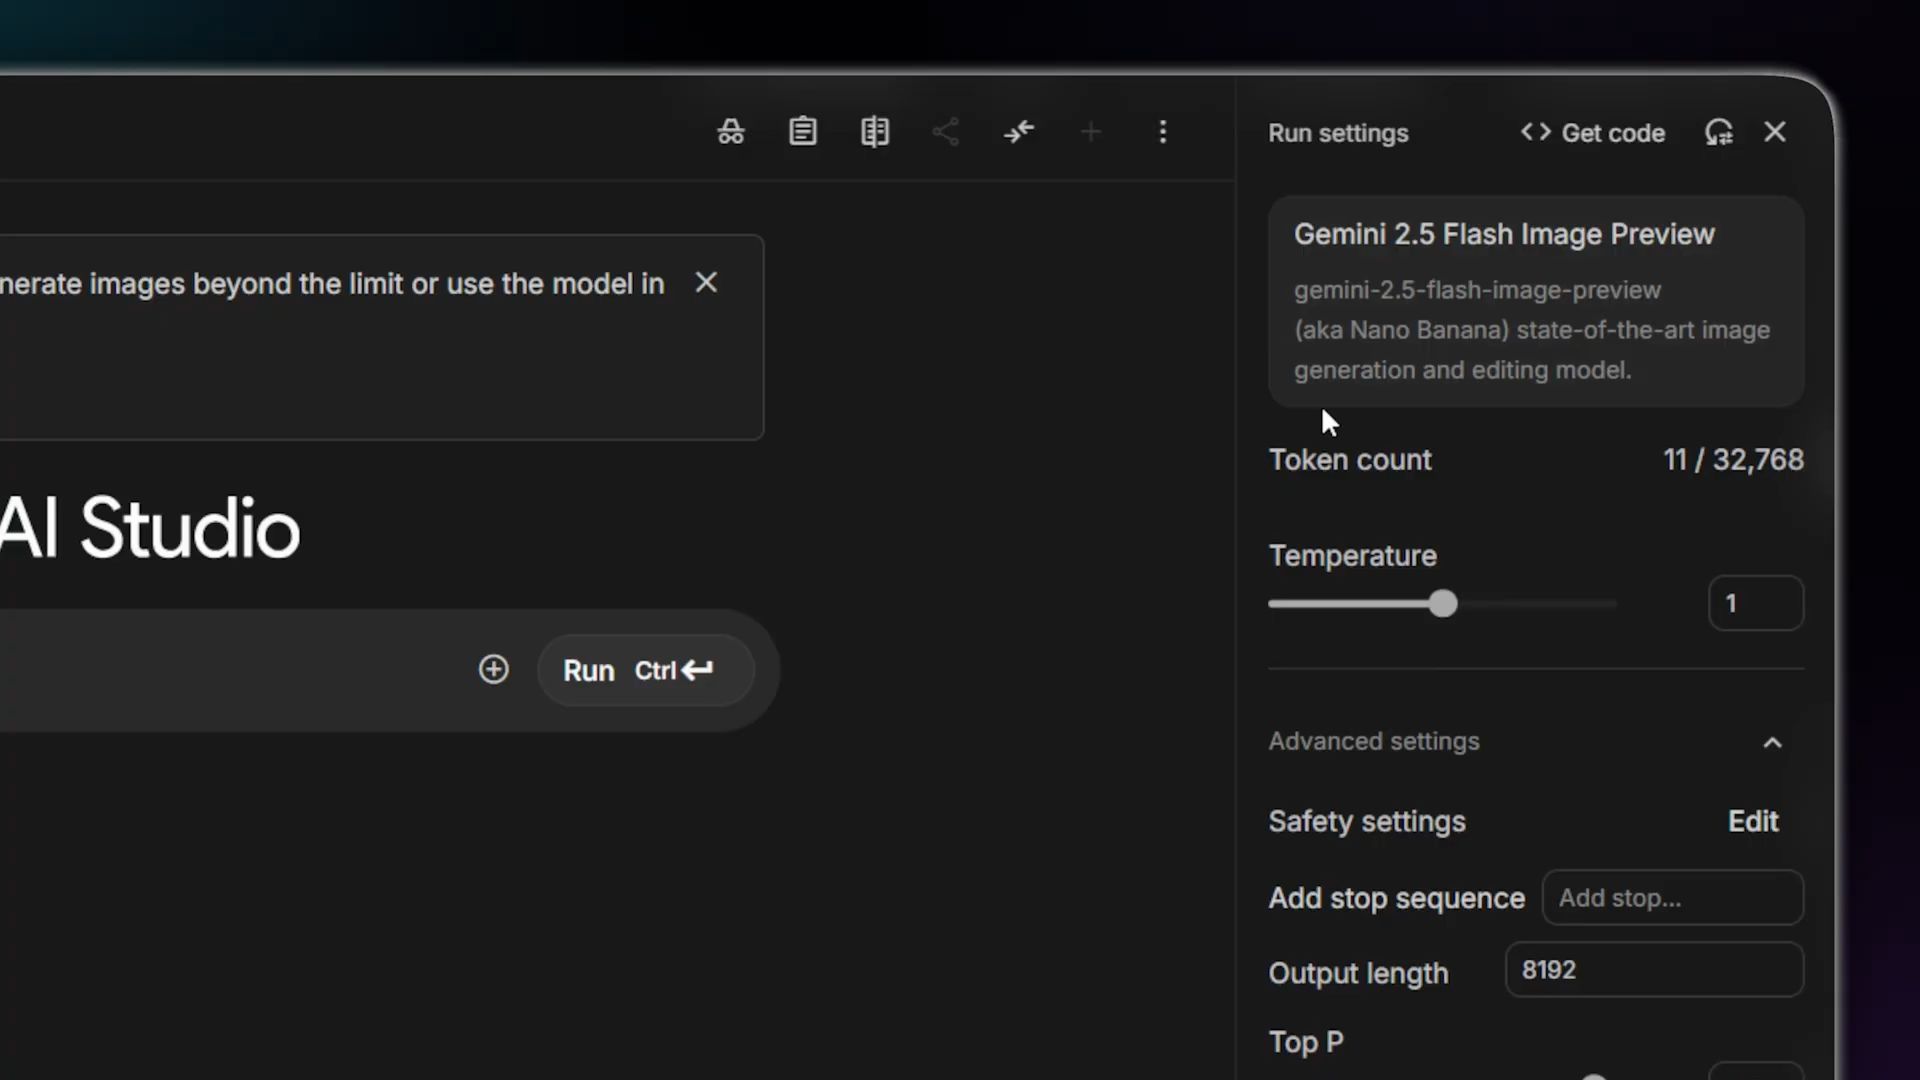 Run settings
<> Get code
nerate images beyond the limit or use the model in
Gemini 2.5 Flash Image Preview
gemini-2.5-flash-image-preview
(aka Nano Banana) state-of-the-art image
generation and editing model.
Token count
11 / 32,768
AI Studio
Temperature
1
Run Ctrl
Advanced settings
Safety settings
Edit
Add stop sequence
Add stop...
Output length
8192
Top P